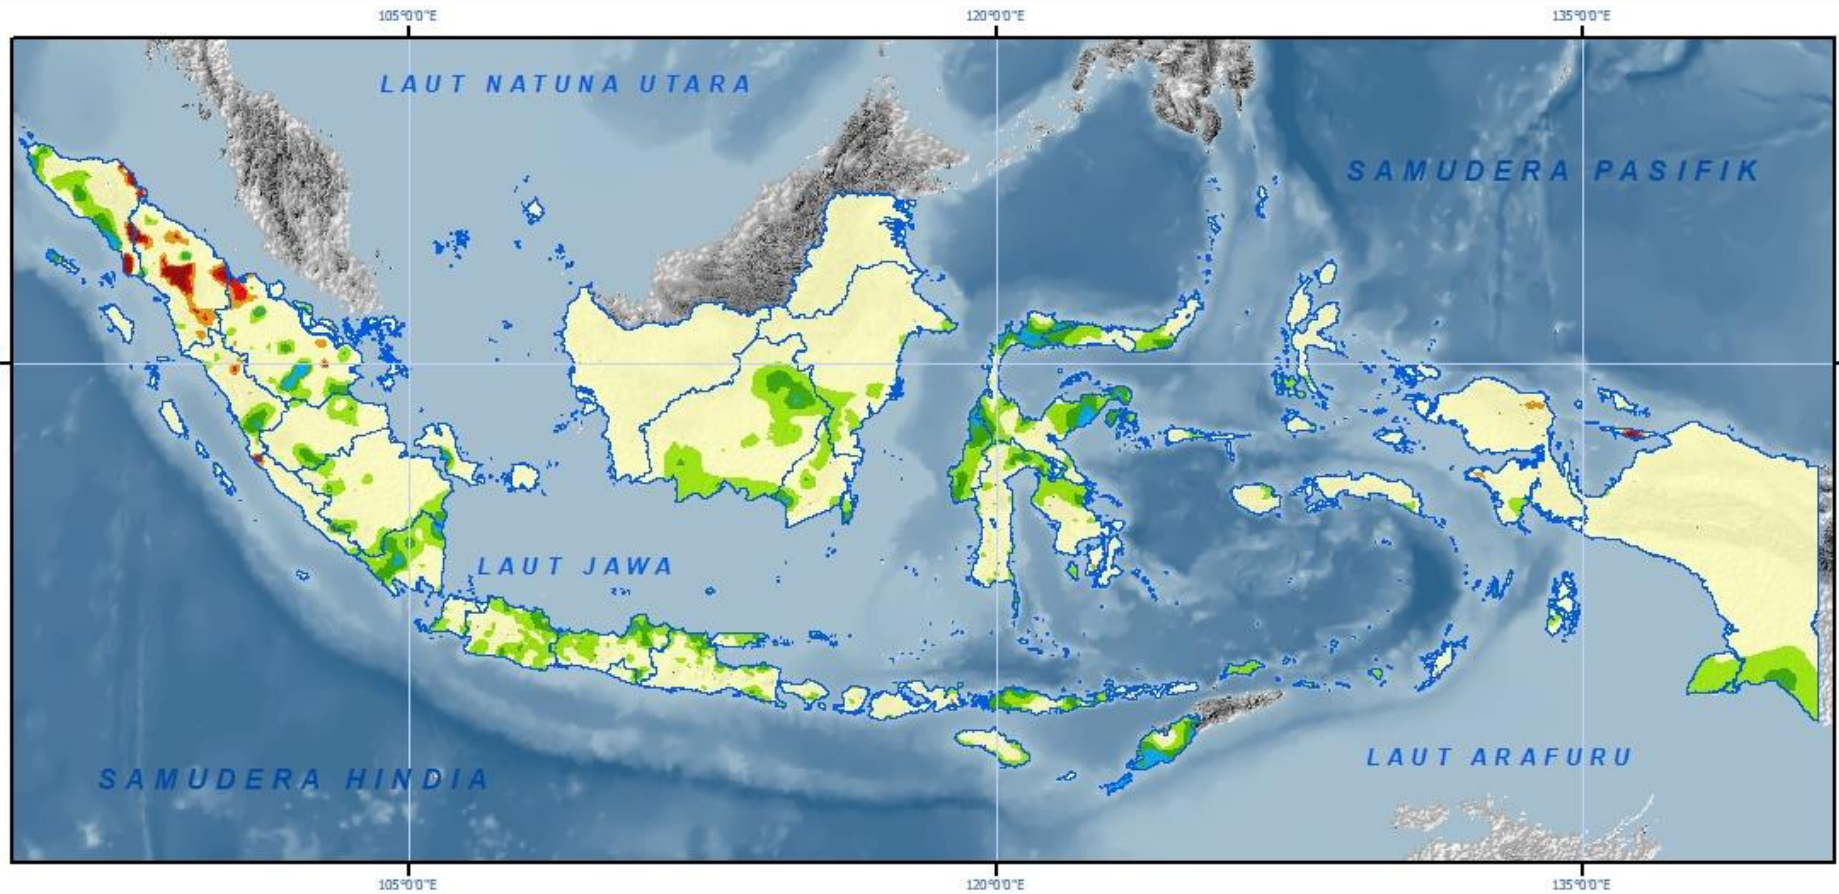 105°0'0"E 120°0'0"E 135°0'0"E
LAUT NATUNA UTARA
SAMUDERA PASIFIK
LAUT JAWA
LAUT ARAFURU
SAMUDERA HINDIA
105°0'0"E 120°0'0"E 135°0'0"E